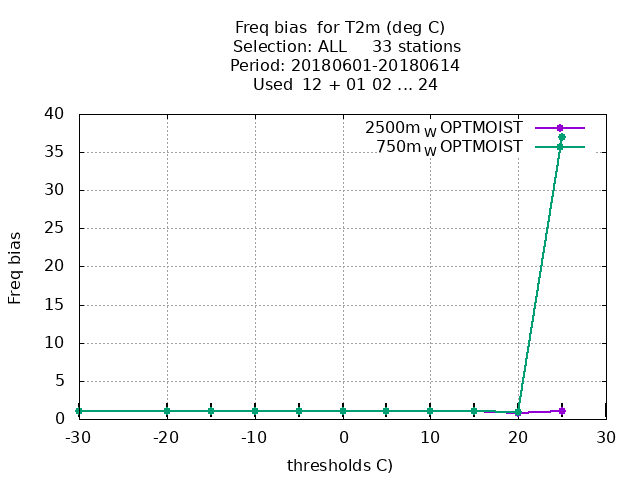 Freq bias for T2m (deg C)
Selection: ALL 33 stations
Period: 20180601-20180614
Used 12 + 01 02 ... 24
40
35
30
25
20
15
10
5
0
Freq bias
2500m W OPTMOIST
750m W OPTMOIST
-30 -20 -10 0 10 20 30
thresholds C)